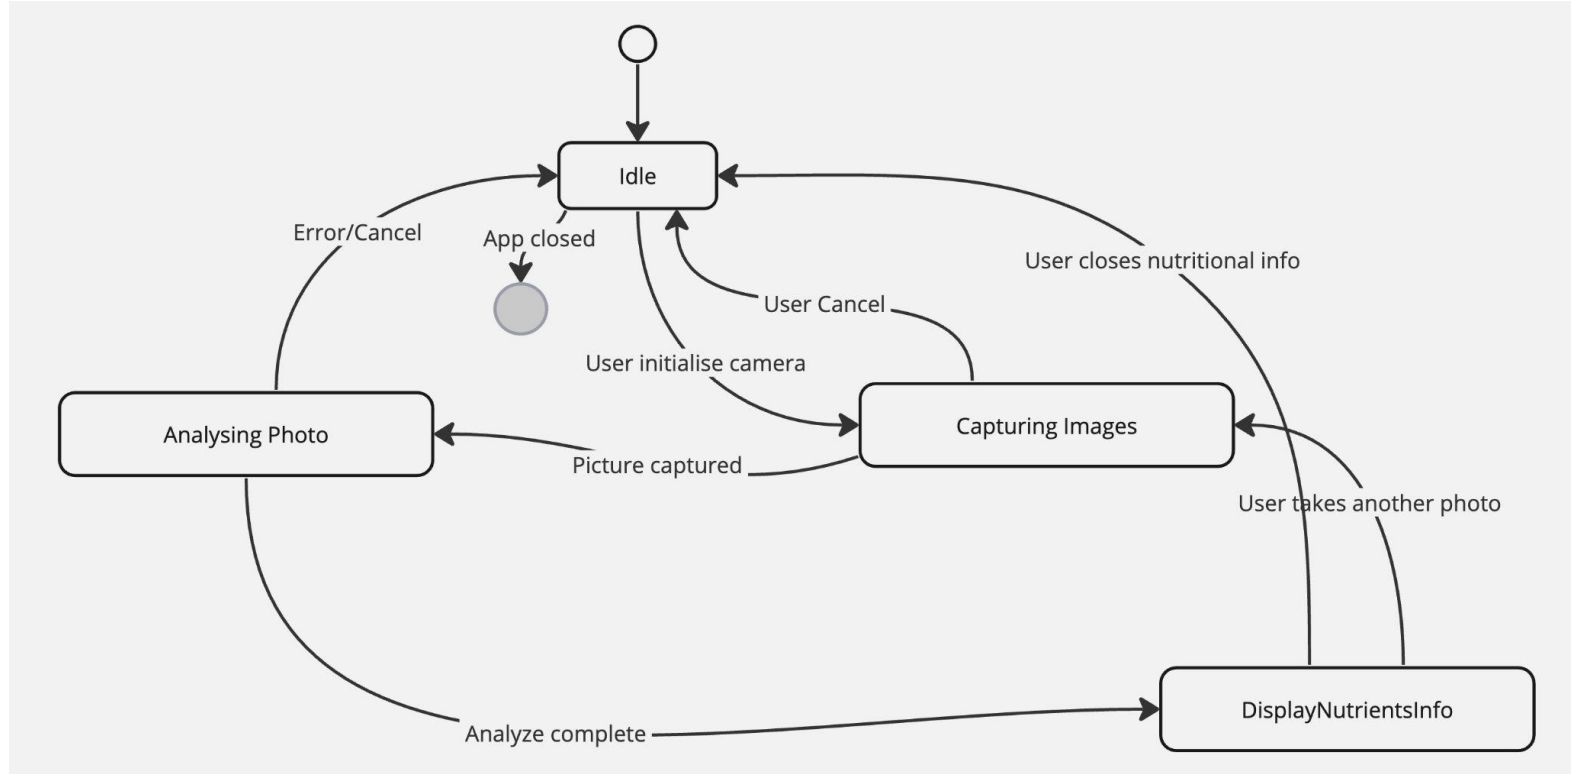 Idle
Error/Cancel
App closed
User closes nutritional info
User Cancel
User initialise camera
Analysing Photo
Capturing Images
Picture captured
User takes another photo
DisplayNutrientsInfo
Analyze complete